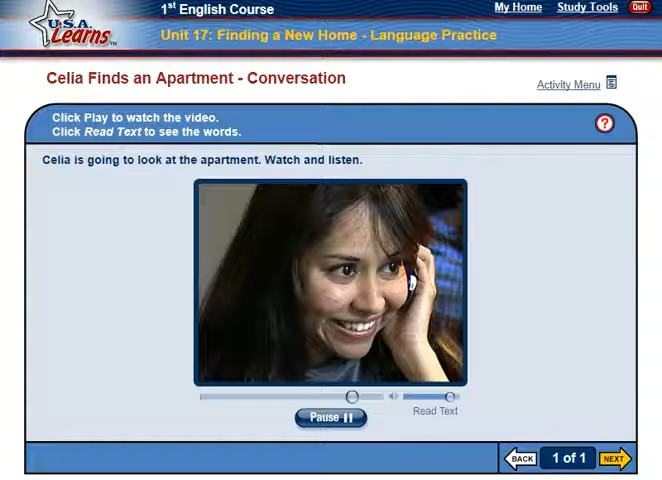 U.S.A.
Learns™
1st English Course
My Home
Study Tools
Quit
Unit 17: Finding a New Home - Language Practice
Celia Finds an Apartment - Conversation
Activity Menu
Click Play to watch the video.
Click Read Text to see the words.
?
Celia is going to look at the apartment. Watch and listen.
Pause
Read Text
BACK
1 of 1
NEXT